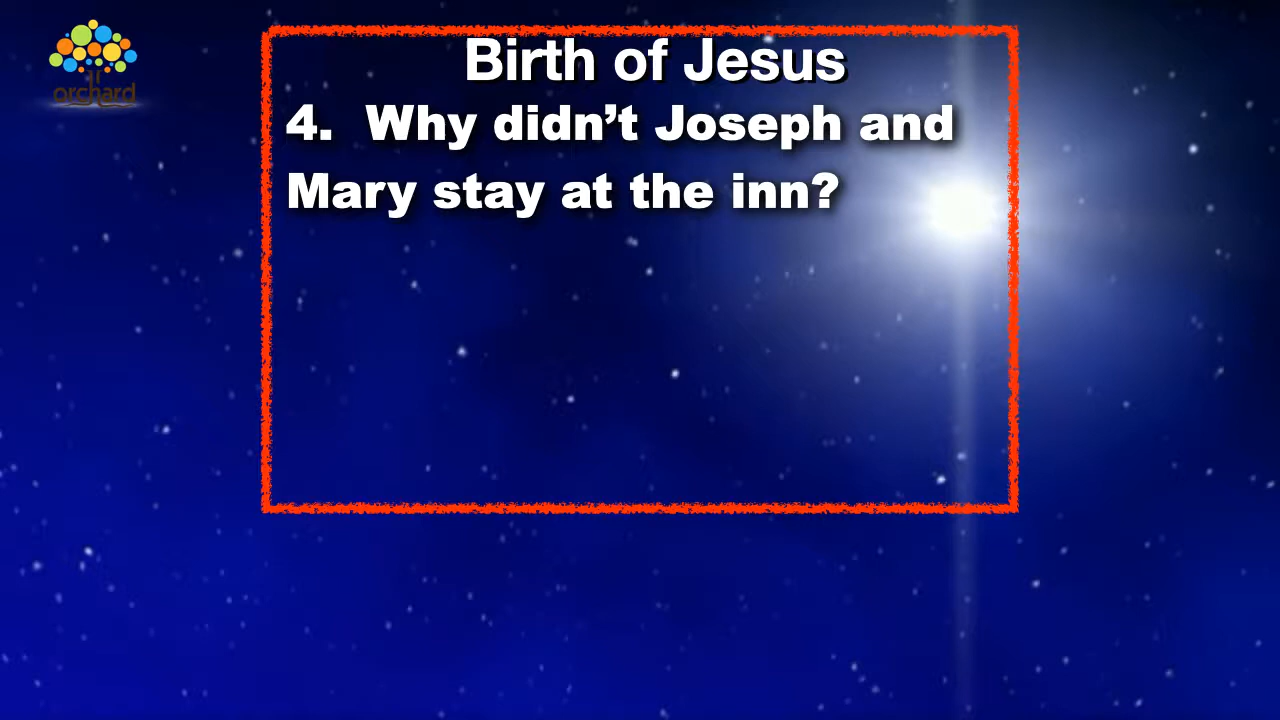 orchard
Birth of Jesus
4. Why didn’t Joseph and
Mary stay at the inn?